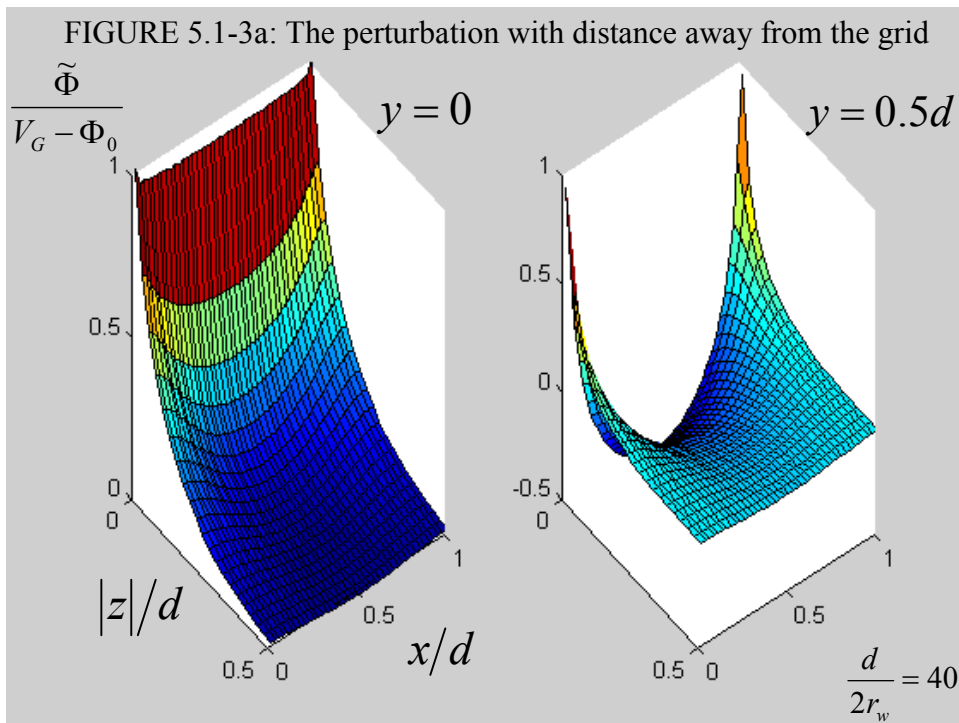 FIGURE 5.1-3a: The perturbation with distance away from the grid
Φ̃
V_G − Φ_0
y = 0
y = 0.5d
1
0.5
0
0
0.5
0
0.5
1
|z|/d
x/d
1
0.5
0
-0.5
0
0.5
0
0.5
1
d
2r_w
= 40